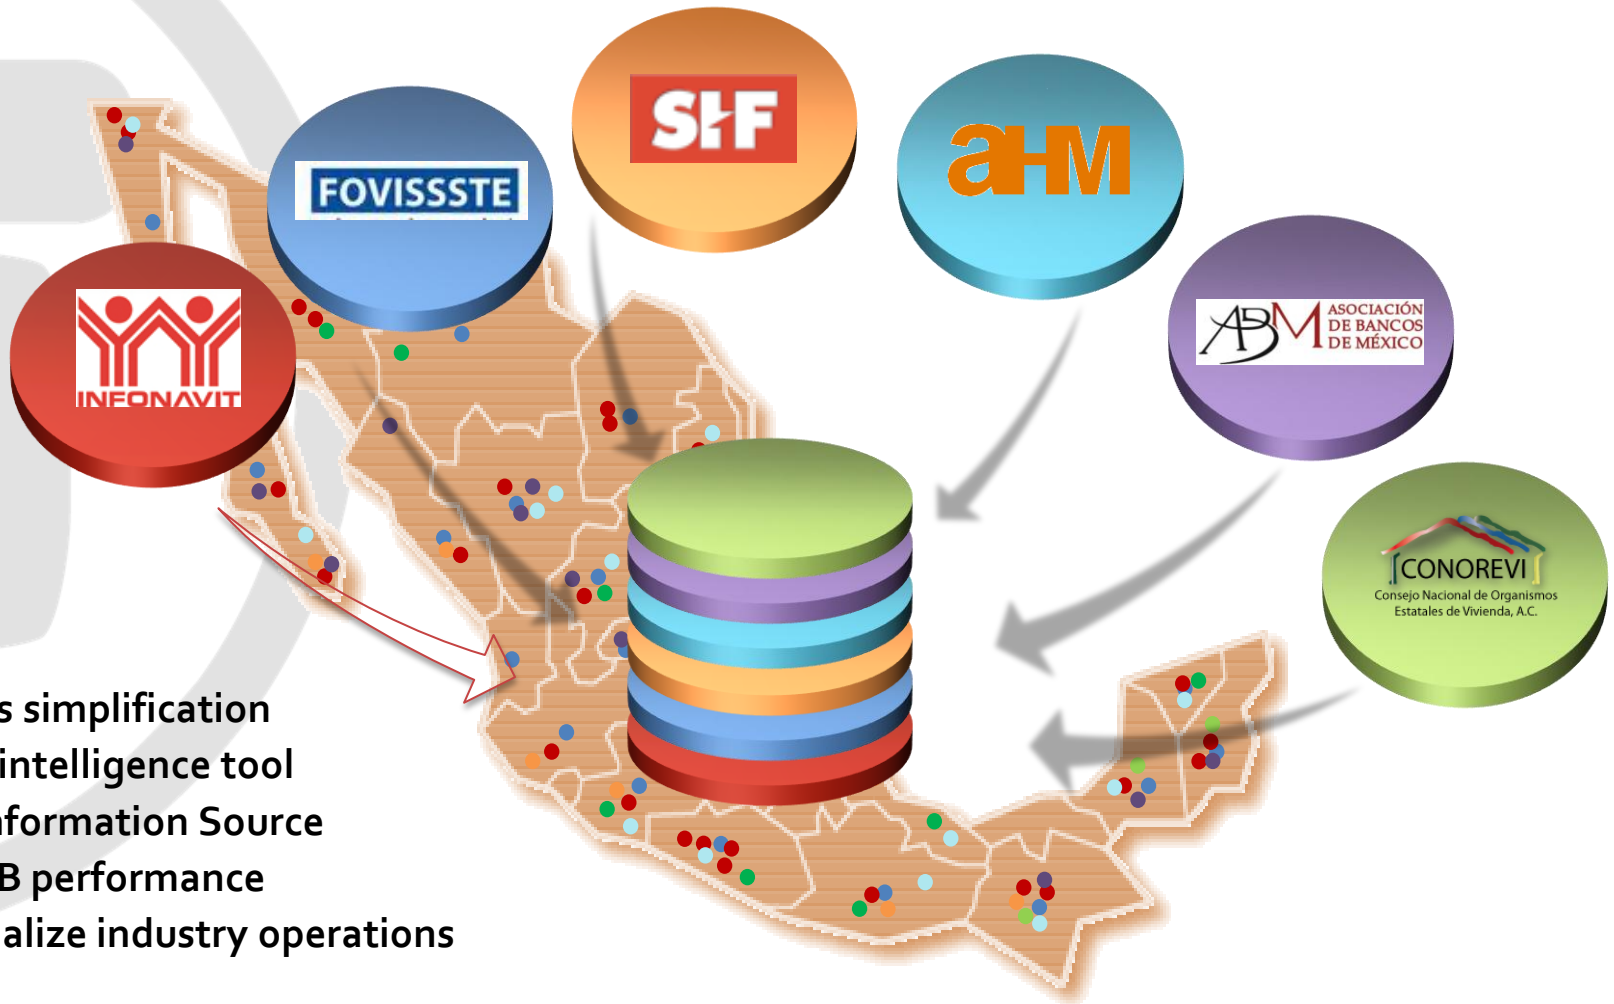 SHF
aHM
FOVISSSTE
ABM ASOCIACIÓN
DE BANCOS
DE MÉXICO
INFONAVIT
CONOREVI
Consejo Nacional de Organismos
Estatales de Vivienda, A.C.
s simplification
intelligence tool
nformation Source
B performance
alize industry operations